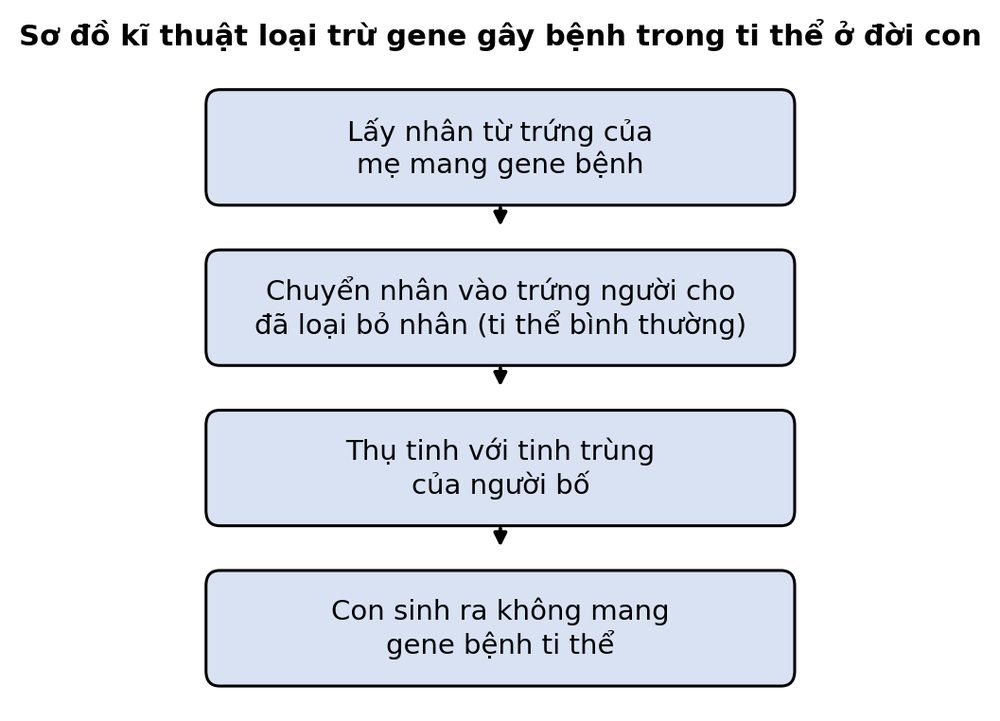 Sơ đồ kĩ thuật loại trừ gene gây bệnh trong ti thể ở đời con
Lấy nhân từ trứng của
mẹ mang gene bệnh
Chuyển nhân vào trứng người cho
đã loại bỏ nhân (ti thể bình thường)
Thụ tinh với tinh trùng
của người bố
Con sinh ra không mang
gene bệnh ti thể